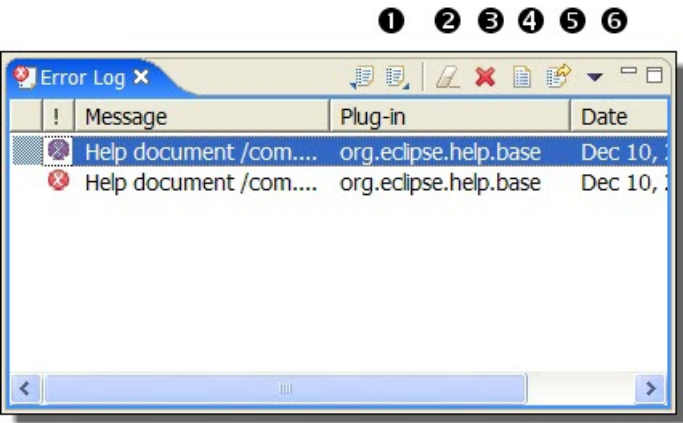 ❶ ❷ ❸ ❹ ❺ ❻
Error Log
! Message Plug-in Date
Help document /com.... org.eclipse.help.base Dec 10,
Help document /com.... org.eclipse.help.base Dec 10,